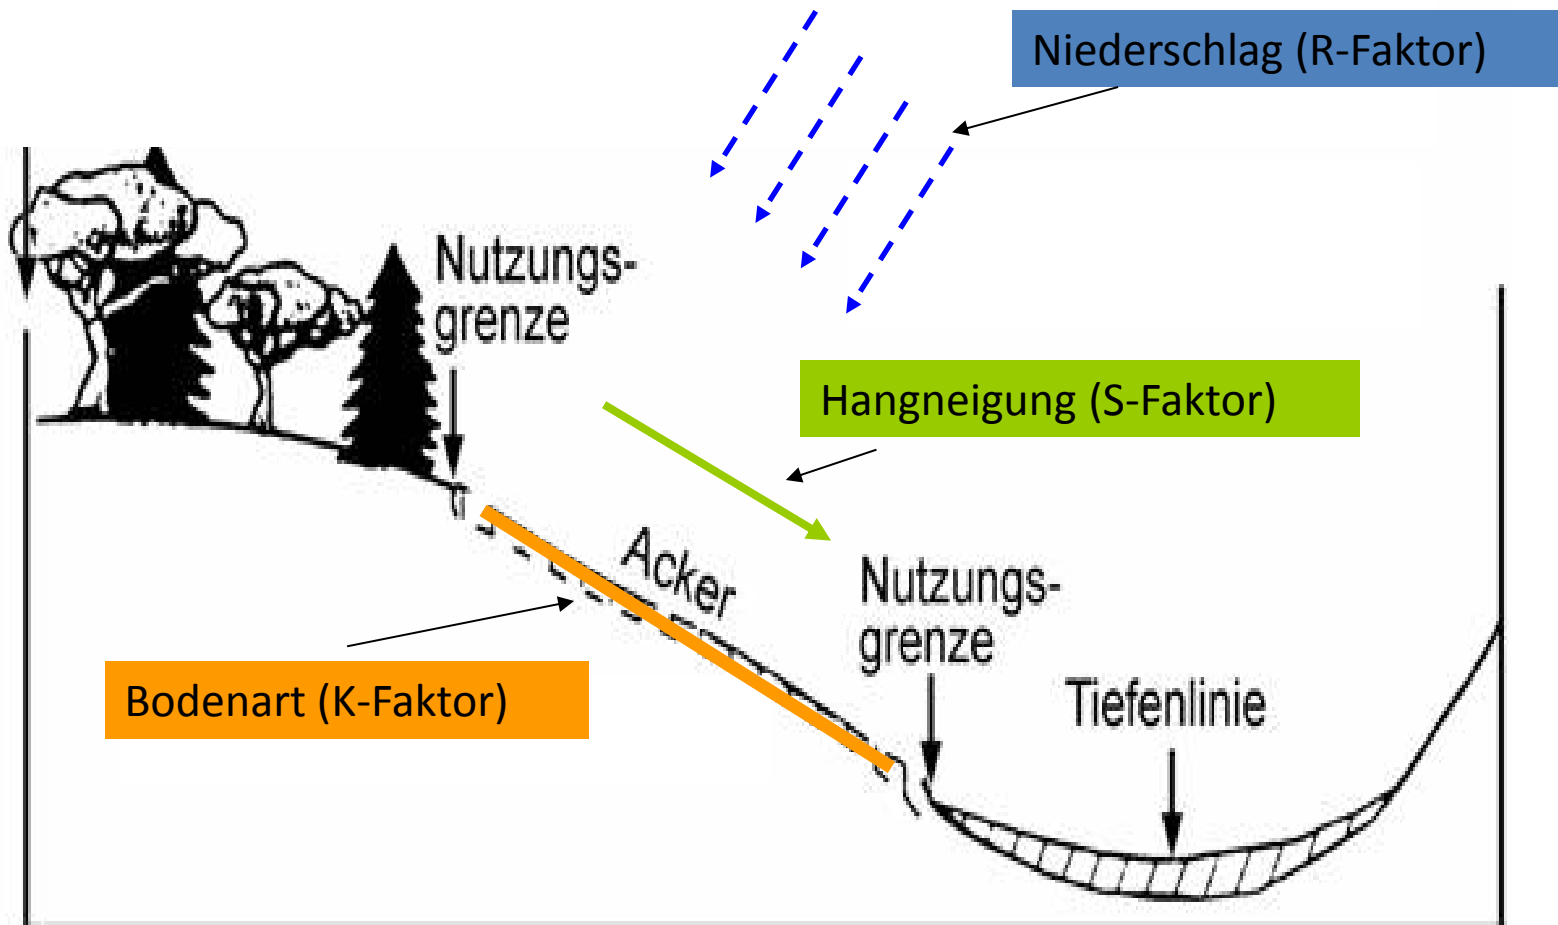 Niederschlag (R-Faktor)
Nutzungs-
grenze
Hangneigung (S-Faktor)
Acker
Nutzungs-
grenze
Bodenart (K-Faktor)
Tiefenlinie